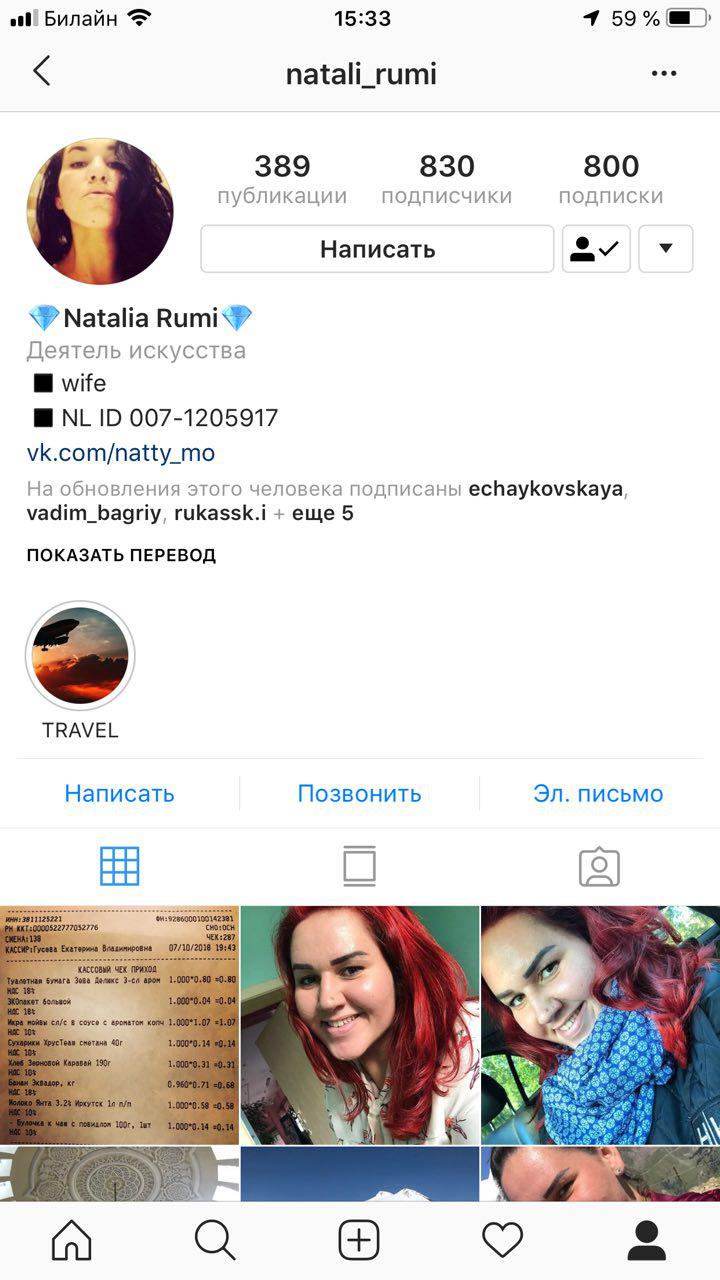 Билайн 15:33 59 %
natali_rumi
389 830 800
публикации подписчики подписки
Написать
💎Natalia Rumi💎
Деятель искусства
◼ wife
◼ NL ID 007-1205917
vk.com/natty_mo
На обновления этого человека подписаны echaykovskaya,
vadim_bagriy, rukassk.i + еще 5
ПОКАЗАТЬ ПЕРЕВОД
TRAVEL
Написать Позвонить Эл. письмо
ИНН:3811125221 ФН:9286000100142381
РН ККТ:0000522777052776 СНО:ОСН
СМЕНА:138 ЧЕК:287
КАССИР:Гусева Екатерина Владимировна 07/10/2018 19:43
КАССОВЫЙ ЧЕК ПРИХОД
Туалетная бумага Зева Делюкс 3-сл аром 1.000*0.80 =0.80
НДС 18%
ЭКОпакет большой 1.000*0.04 =0.04
НДС 18%
Икра мойвы сл/с в соусе с ароматом копч 1.000*1.07 =1.07
НДС 10%
Сухарики ХрусТеам сметана 40г 1.000*0.14 =0.14
НДС 10%
Хлеб Зерновой Каравай 190г 1.000*0.31 =0.31
НДС 10%
Банан Эквадор, кг 0.960*0.71 =0.68
НДС 18%
Молоко Янта 3.2% Иркутск 1л п/п 1.000*0.58 =0.58
НДС 10%
- Булочка к чаю с повидлом 100г, 1шт 1.000*0.14 =0.14
НДС 10%